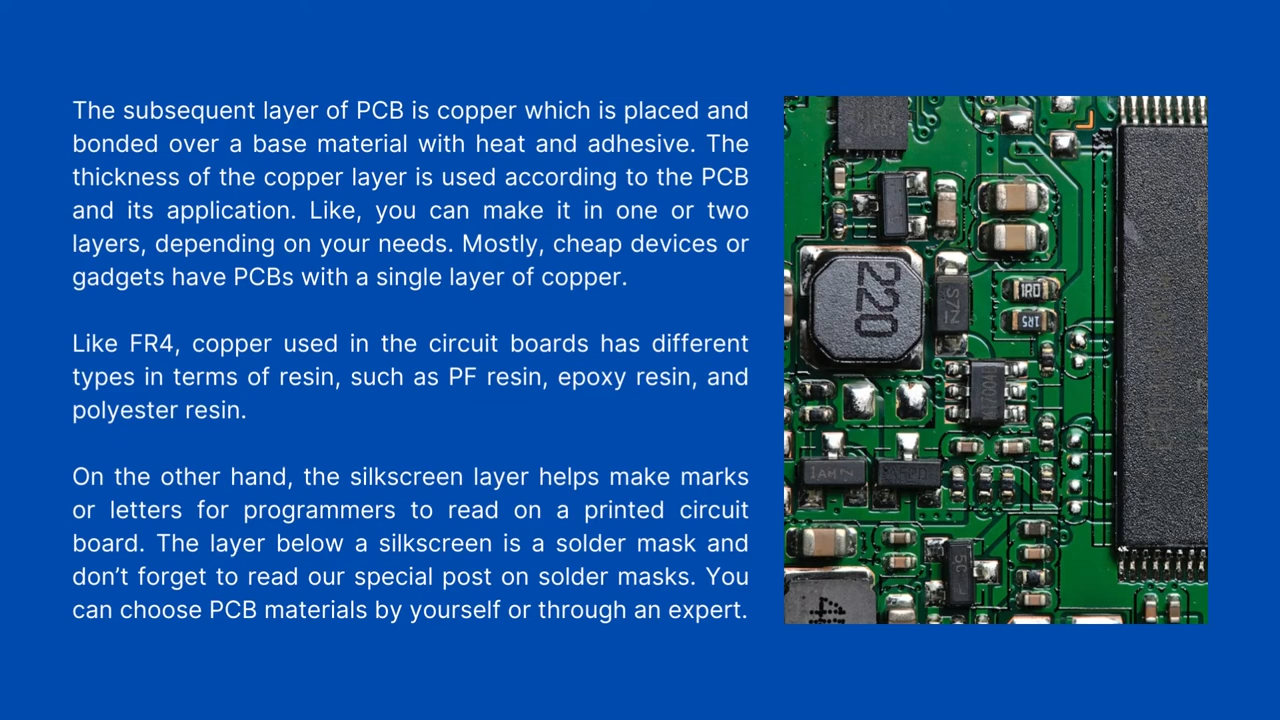 The subsequent layer of PCB is copper which is placed and
bonded over a base material with heat and adhesive. The
thickness of the copper layer is used according to the PCB
and its application. Like, you can make it in one or two
layers, depending on your needs. Mostly, cheap devices or
gadgets have PCBs with a single layer of copper.
Like FR4, copper used in the circuit boards has different
types in terms of resin, such as PF resin, epoxy resin, and
polyester resin.
On the other hand, the silkscreen layer helps make marks
or letters for programmers to read on a printed circuit
board. The layer below a silkscreen is a solder mask and
don’t forget to read our special post on solder masks. You
can choose PCB materials by yourself or through an expert.
220
S7N
1R0
1R5